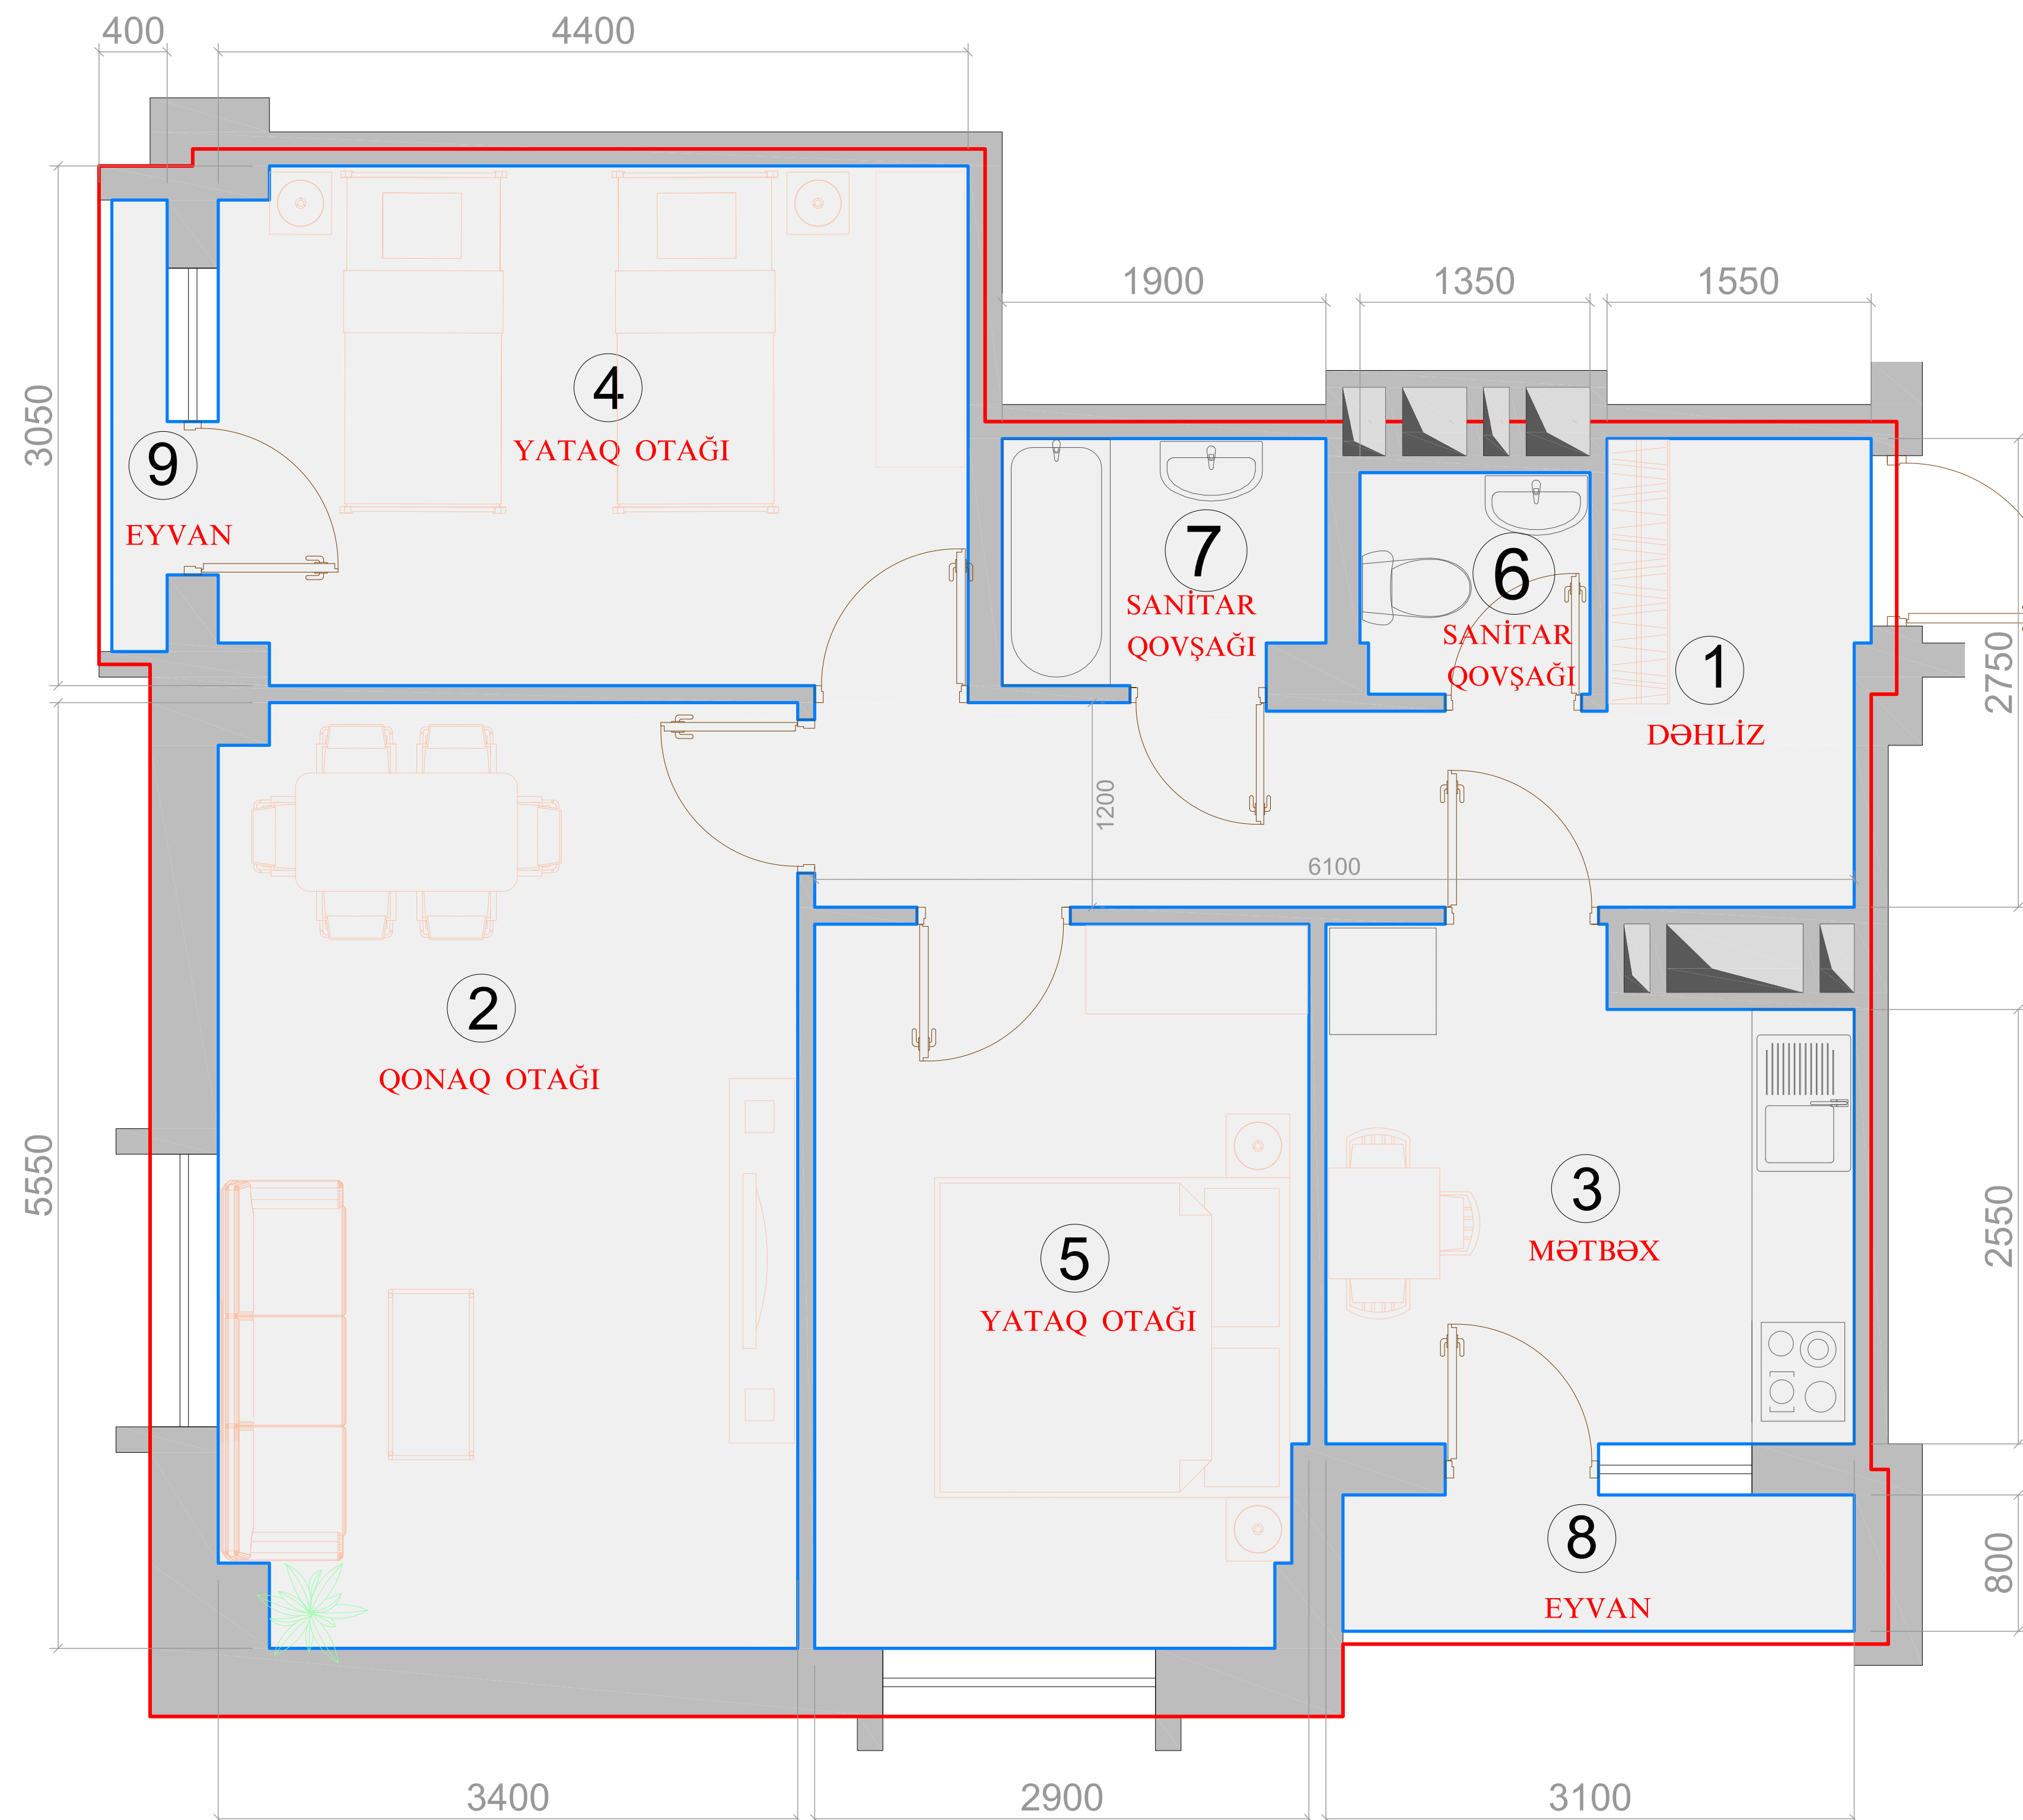 400
4400
1900
1350
1550
3050
4
YATAQ OTAĞI
9
EYVAN
7
SANİTAR
QOVŞAĞI
6
SANİTAR
QOVŞAĞI
1
DƏHLİZ
2750
1200
6100
2
QONAQ OTAĞI
5550
5
YATAQ OTAĞI
3
MƏTBƏX
2550
8
EYVAN
800
3400
2900
3100